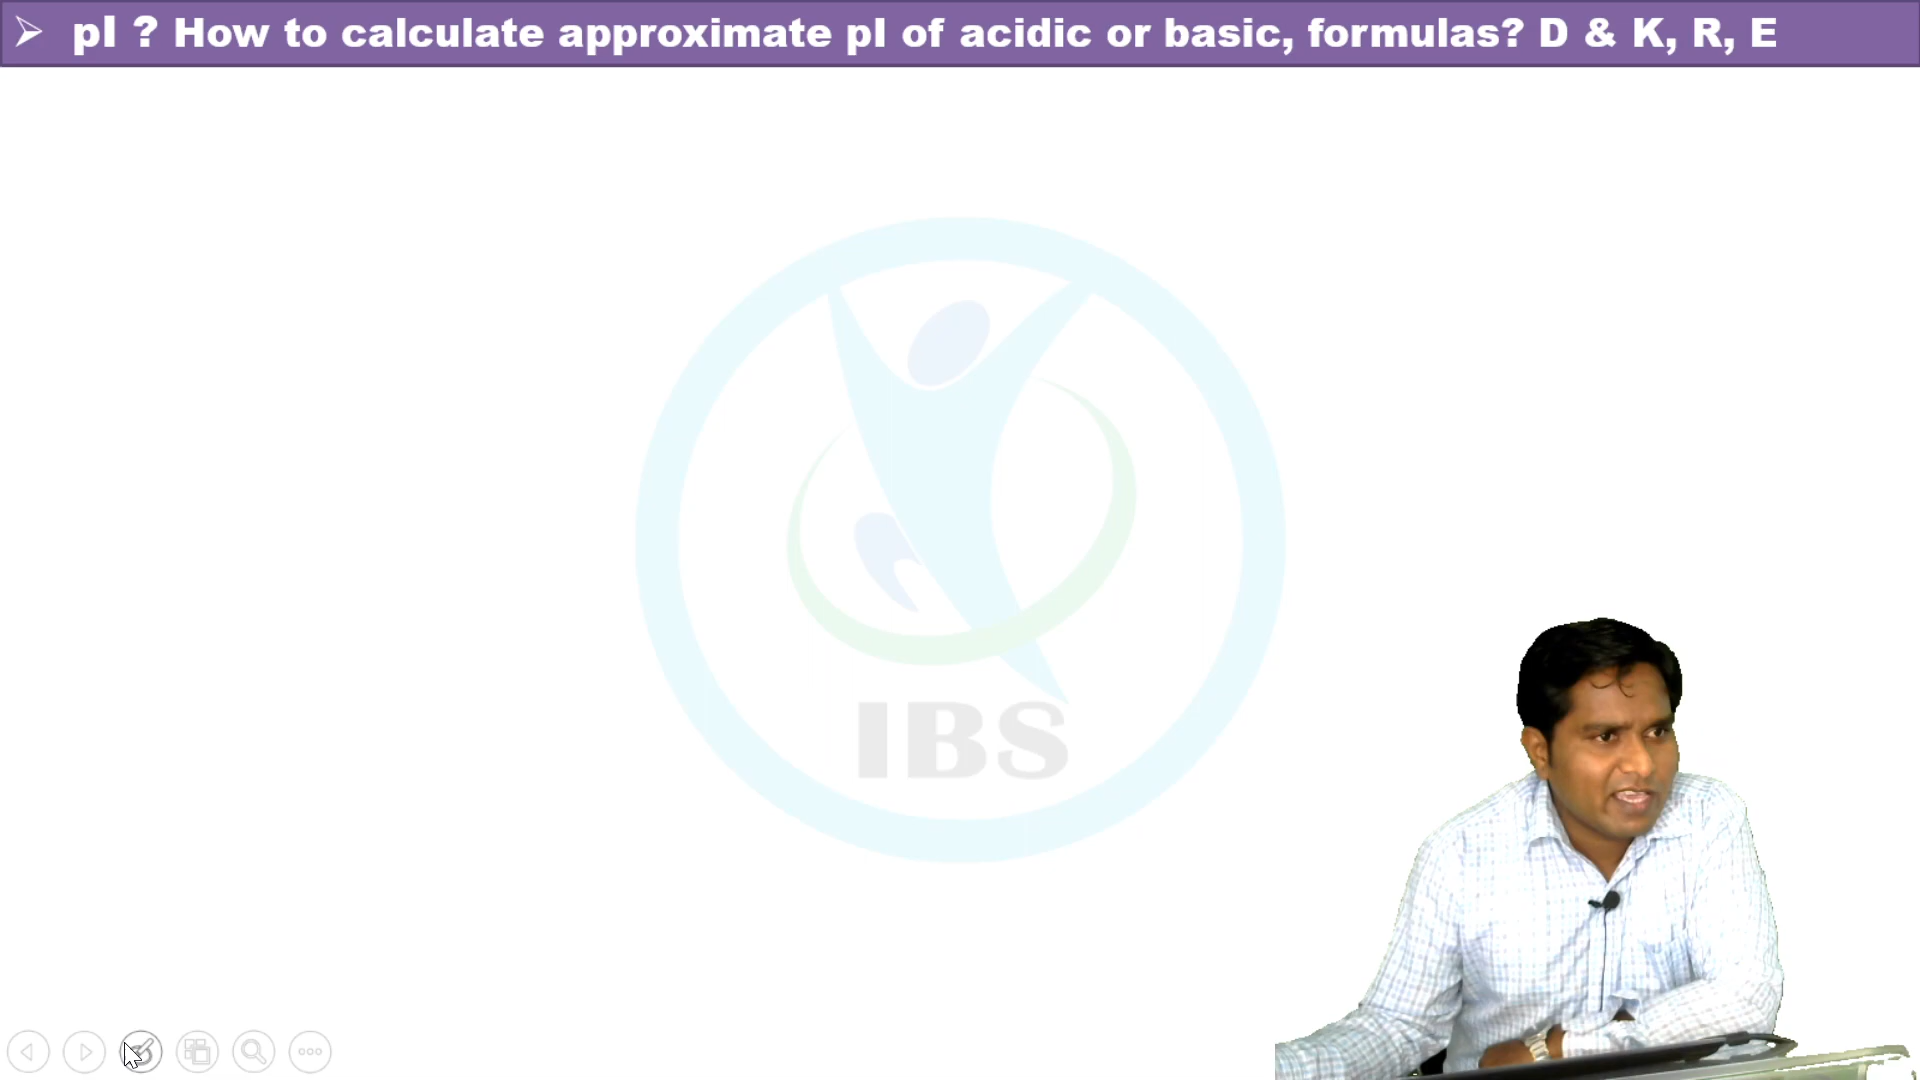 pI ? How to calculate approximate pI of acidic or basic, formulas? D & K, R, E
IBS